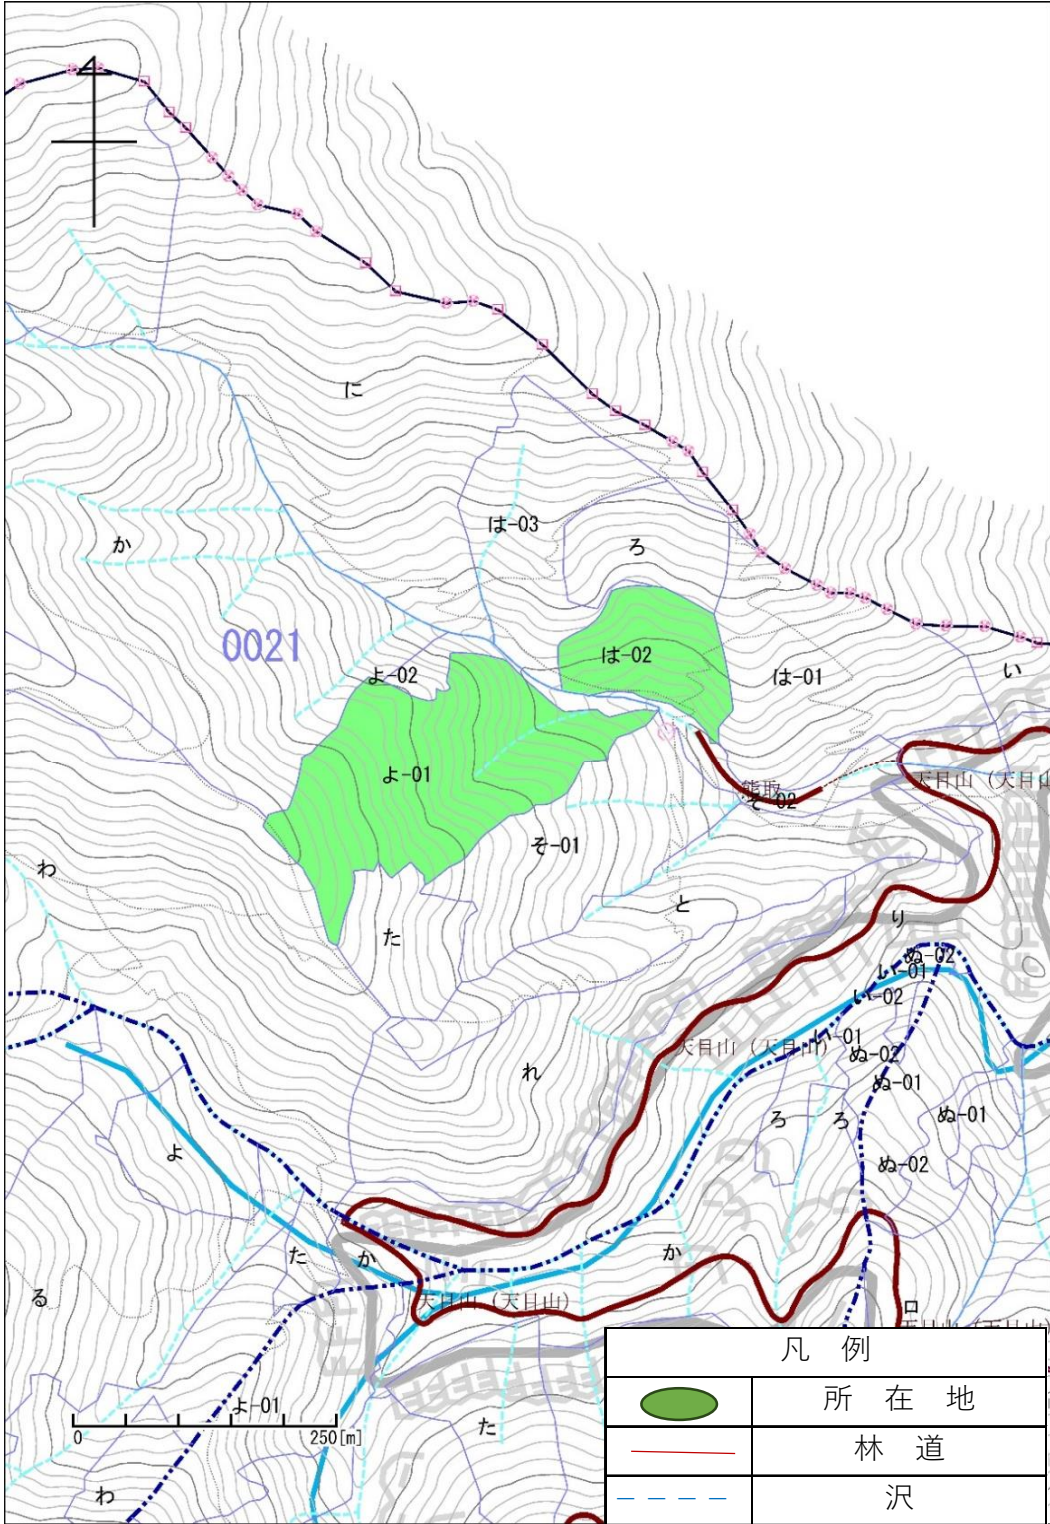 に
は-03
ろ
か
0021
は-02
よ-02
は-01
い
よ-01
天目山（天目山
熊取
そ-02
そ-01
わ
と
り
た
ぬ-02
い-01
い-02
い-01
天目山（天目山）
ぬ-02
れ
ぬ-01
ぬ-01
ろ
ろ
よ
ぬ-02
た
か
か
る
天目山（天目山）
ロ
よ-01
た
0
250[m]
わ
凡 例
所 在 地
林 道
沢